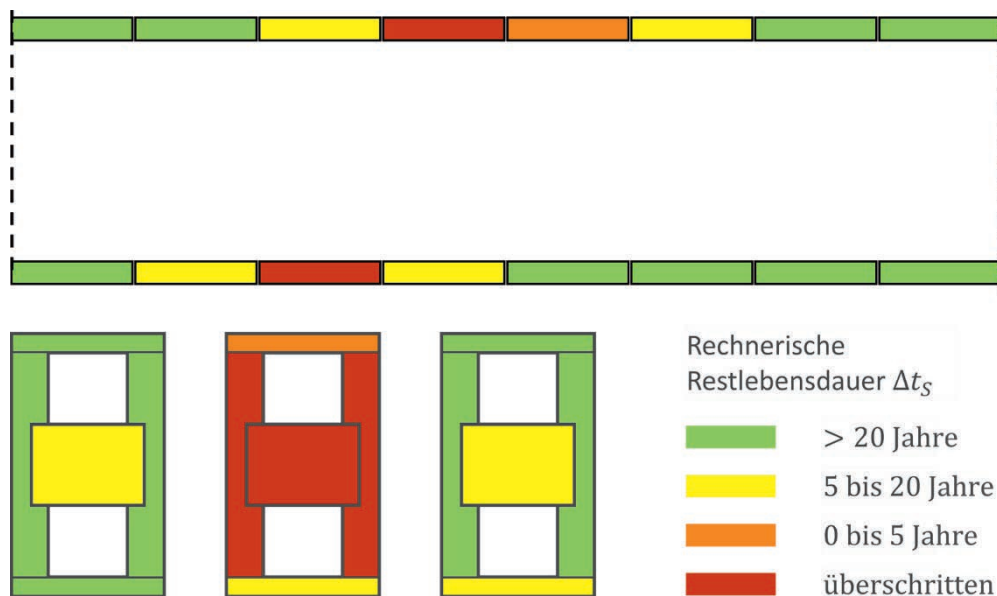 Rechnerische
Restlebensdauer Δt_S
> 20 Jahre
5 bis 20 Jahre
0 bis 5 Jahre
überschritten